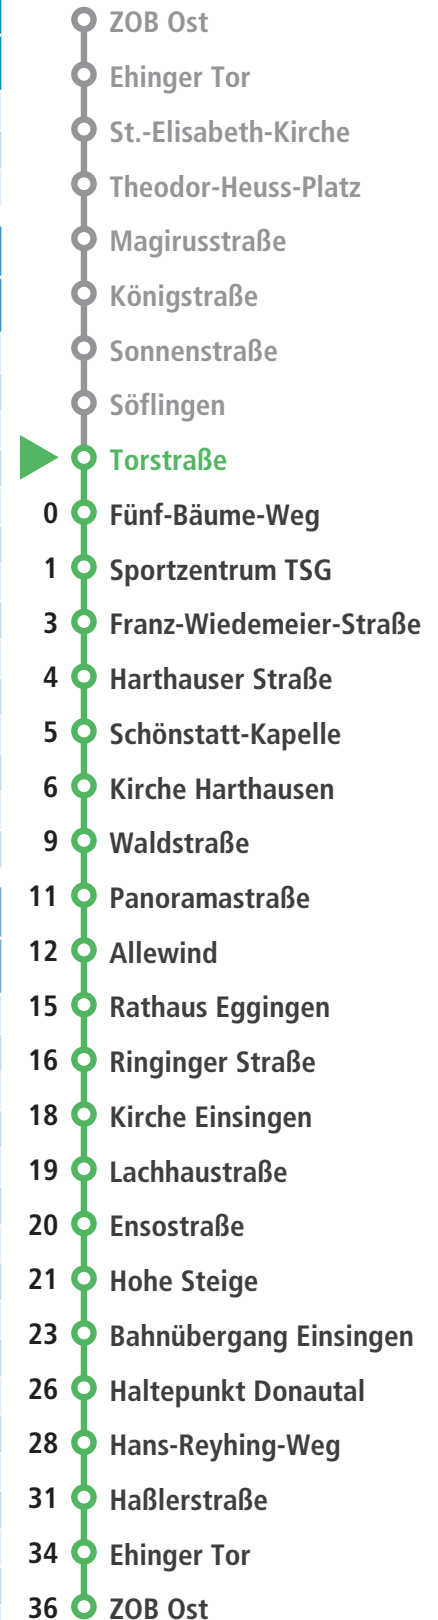 ZOB Ost
Ehinger Tor
St.-Elisabeth-Kirche
Theodor-Heuss-Platz
Magirusstraße
Königstraße
Sonnenstraße
Söflingen
Torstraße
0 Fünf-Bäume-Weg
1 Sportzentrum TSG
3 Franz-Wiedemeier-Straße
4 Harthauser Straße
5 Schönstatt-Kapelle
6 Kirche Harthausen
9 Waldstraße
11 Panoramastraße
12 Allewind
15 Rathaus Eggingen
16 Ringinger Straße
18 Kirche Einsingen
19 Lachhaustraße
20 Ensostraße
21 Hohe Steige
23 Bahnübergang Einsingen
26 Haltepunkt Donautal
28 Hans-Reyhing-Weg
31 Haßlerstraße
34 Ehinger Tor
36 ZOB Ost